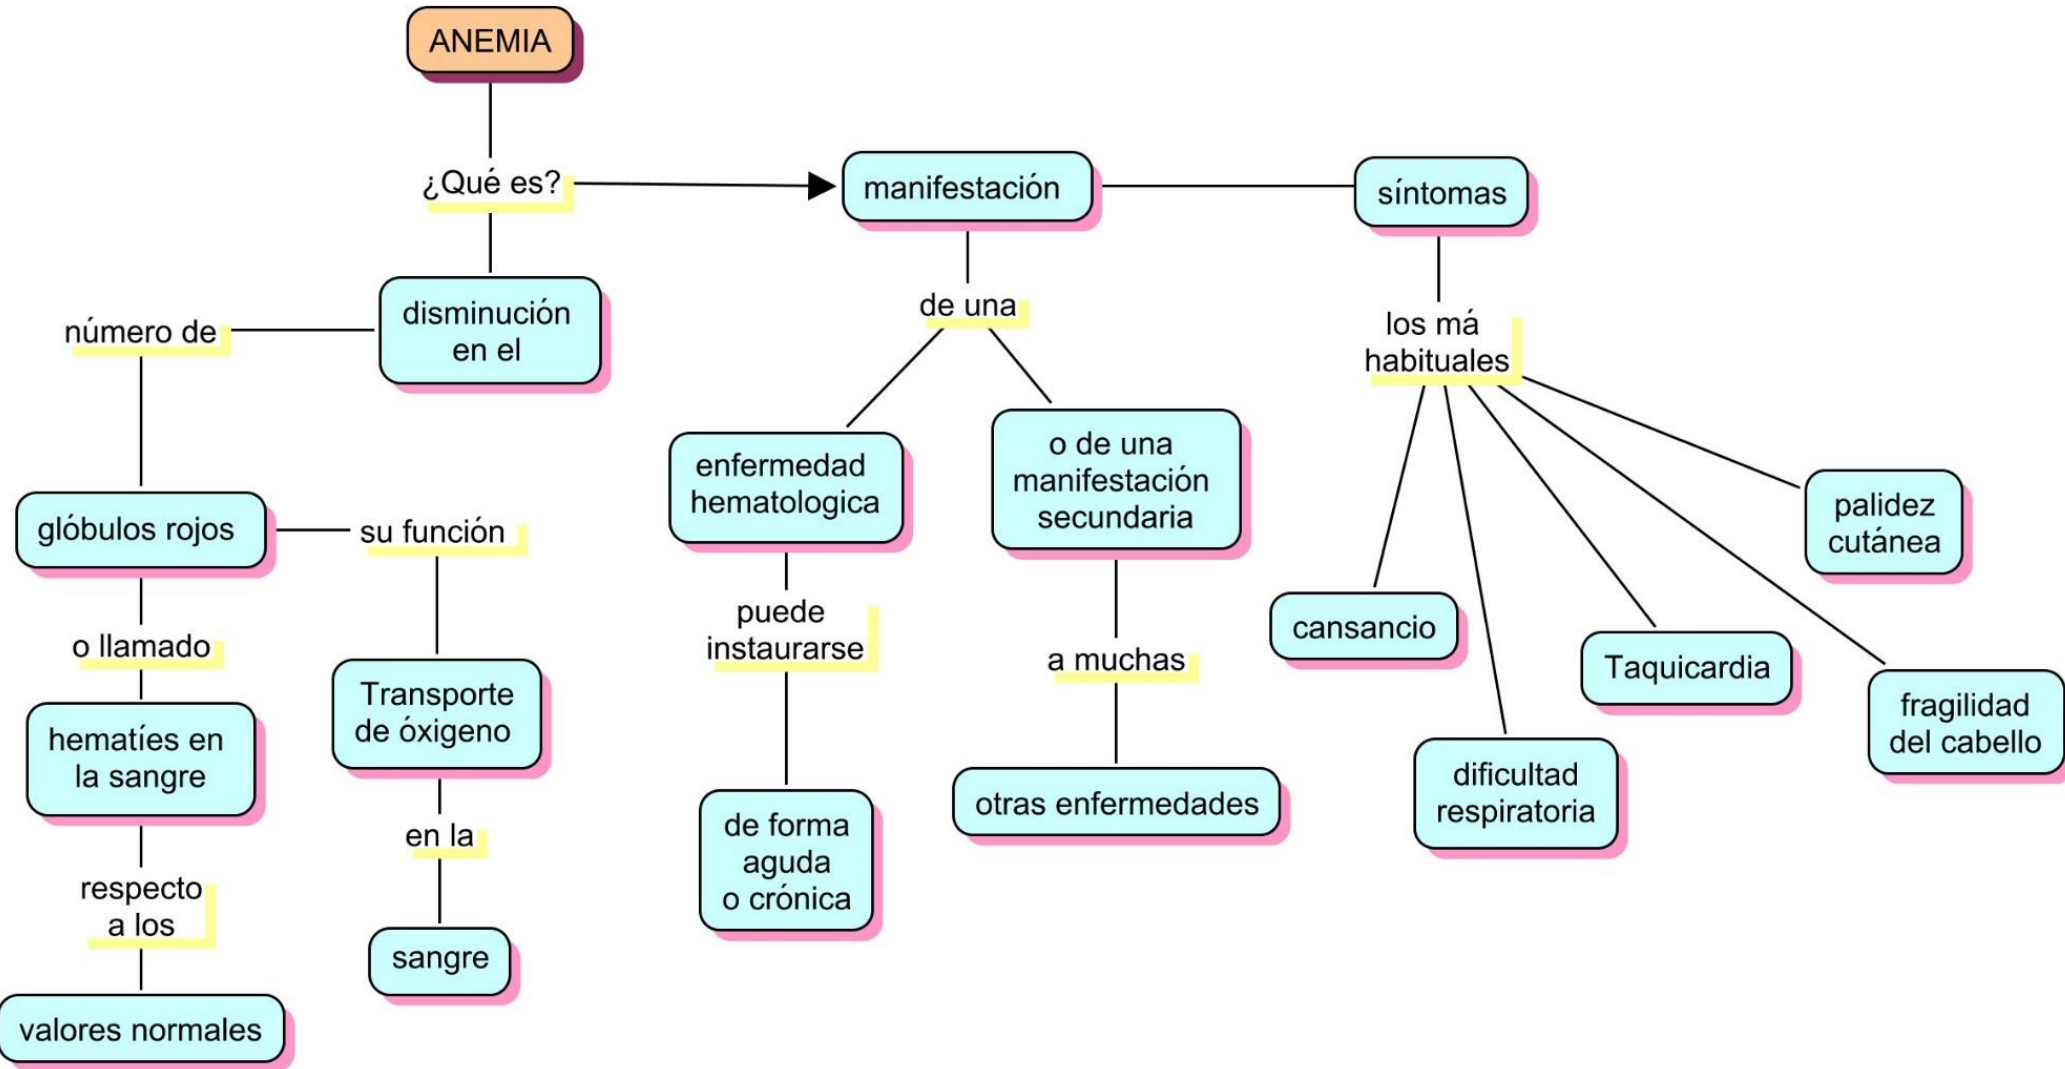 ANEMIA
¿Qué es?
manifestación
síntomas
disminución
en el
número de
glóbulos rojos
su función
o llamado
hematíes en
la sangre
respecto
a los
valores normales
Transporte
de óxigeno
en la
sangre
de una
enfermedad
hematologica
puede
instaurarse
de forma
aguda
o crónica
o de una
manifestación
secundaria
a muchas
otras enfermedades
los má
habituales
cansancio
dificultad
respiratoria
Taquicardia
fragilidad
del cabello
palidez
cutánea